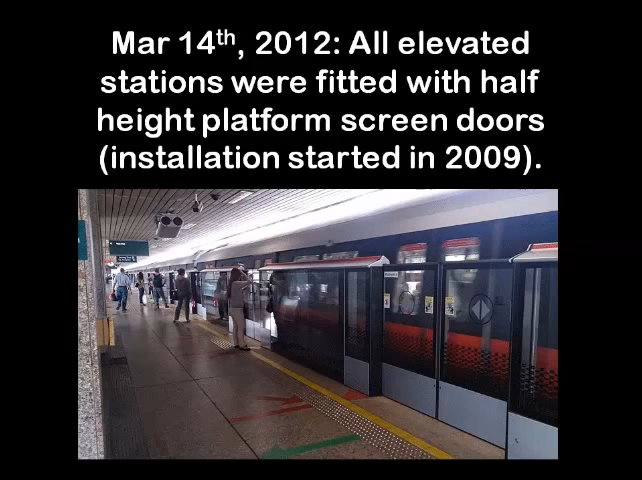 Mar 14th, 2012: All elevated
stations were fitted with half
height platform screen doors
(installation started in 2009).